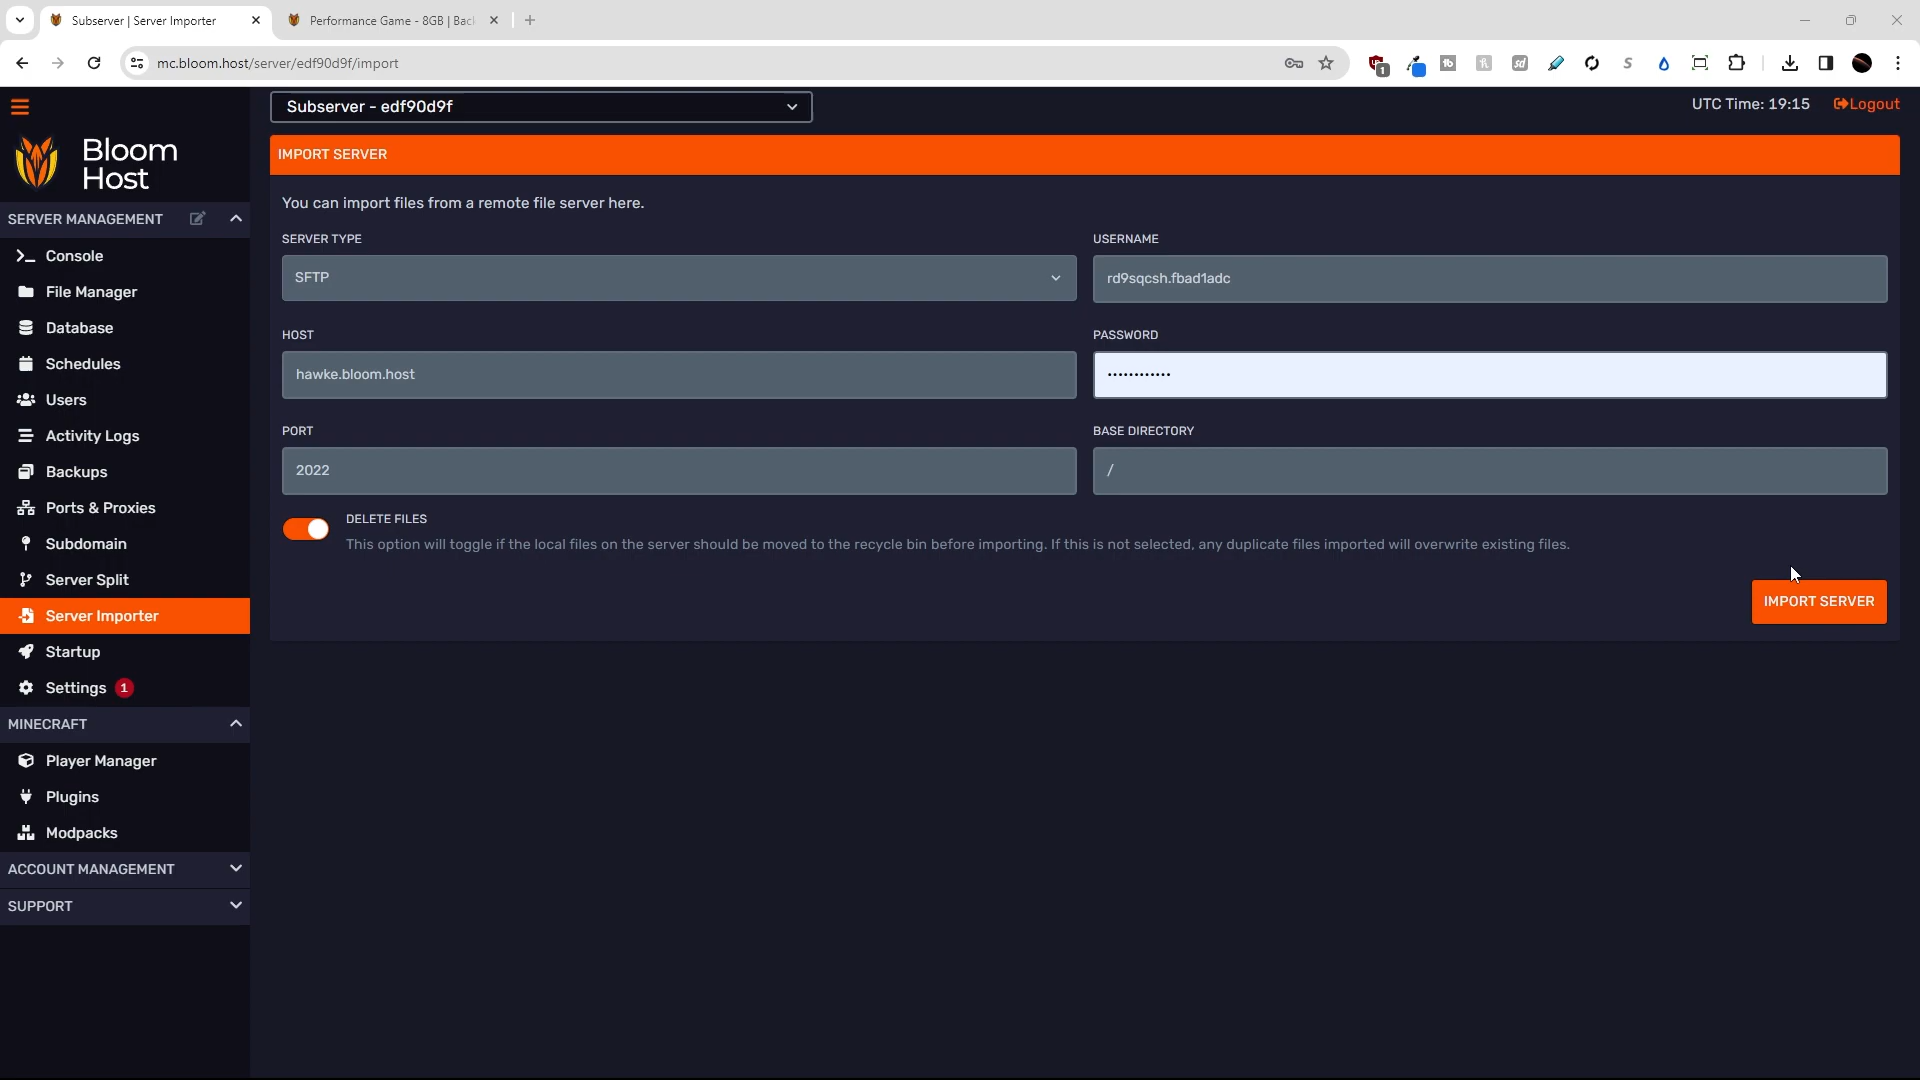 Subserver | Server Importer
Performance Game - 8GB | Bac
mc.bloom.host/server/edf90d9f/import
1
Subserver - edf90d9f
UTC Time: 19:15
Logout
Bloom
Host
IMPORT SERVER
You can import files from a remote file server here.
SERVER TYPE
USERNAME
SFTP
rd9sqcsh.fbad1adc
HOST
PASSWORD
hawke.bloom.host
••••••••••••
PORT
BASE DIRECTORY
2022
/
DELETE FILES
This option will toggle if the local files on the server should be moved to the recycle bin before importing. If this is not selected, any duplicate files imported will overwrite existing files.
IMPORT SERVER
SERVER MANAGEMENT
Console
File Manager
Database
Schedules
Users
Activity Logs
Backups
Ports & Proxies
Subdomain
Server Split
Server Importer
Startup
Settings 1
MINECRAFT
Player Manager
Plugins
Modpacks
ACCOUNT MANAGEMENT
SUPPORT